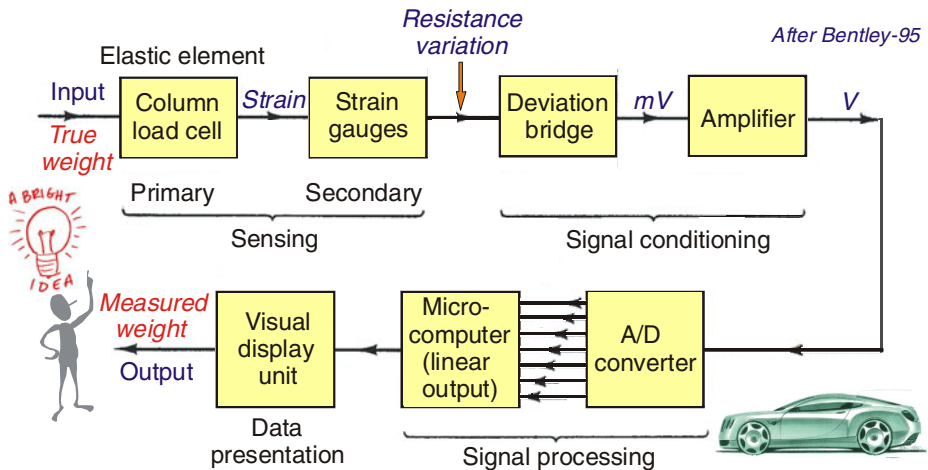 Resistance
variation
After Bentley-95
Elastic element
Input
True
weight
Column
load cell
Strain
Strain
gauges
Deviation
bridge
mV
Amplifier
V
Primary
Secondary
Sensing
Signal conditioning
A BRIGHT
IDEA
Measured
weight
Output
Visual
display
unit
Micro-
computer
(linear
output)
A/D
converter
Data
presentation
Signal processing